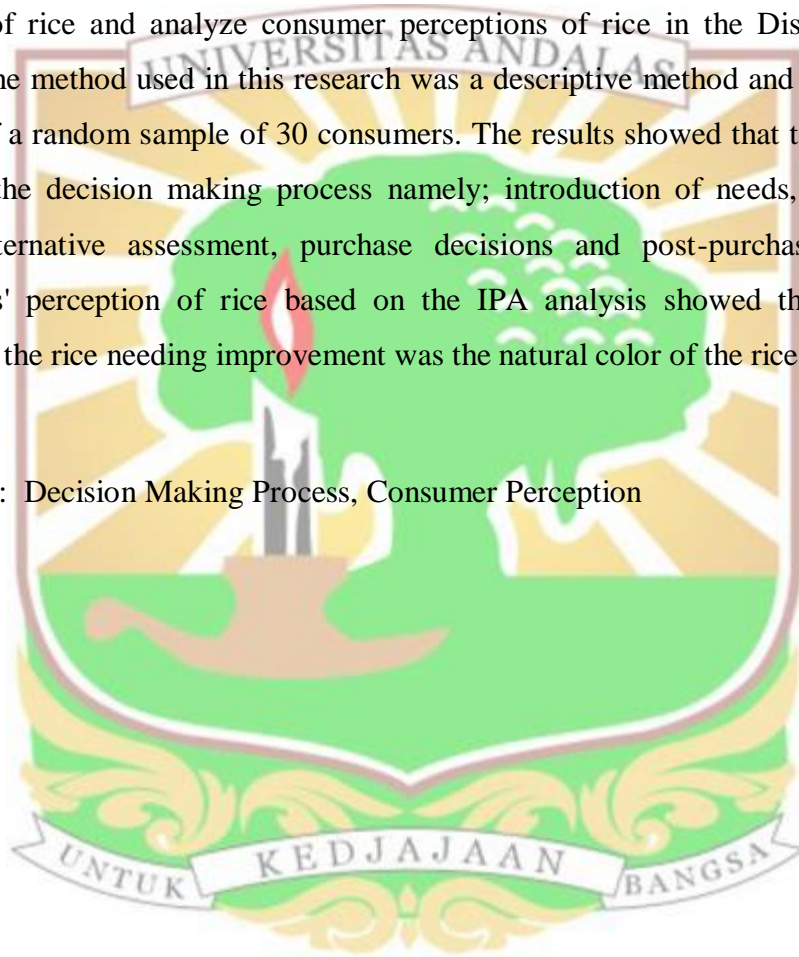 of rice and analyze consumer perceptions of rice in the Dis
UNIVERSITAS ANDALAS
he method used in this research was a descriptive method and
f a random sample of 30 consumers. The results showed that t
the decision making process namely; introduction of needs,
ternative assessment, purchase decisions and post-purchas
s' perception of rice based on the IPA analysis showed th
the rice needing improvement was the natural color of the rice
: Decision Making Process, Consumer Perception
UNTUK KEDJAJAAN BANGSA